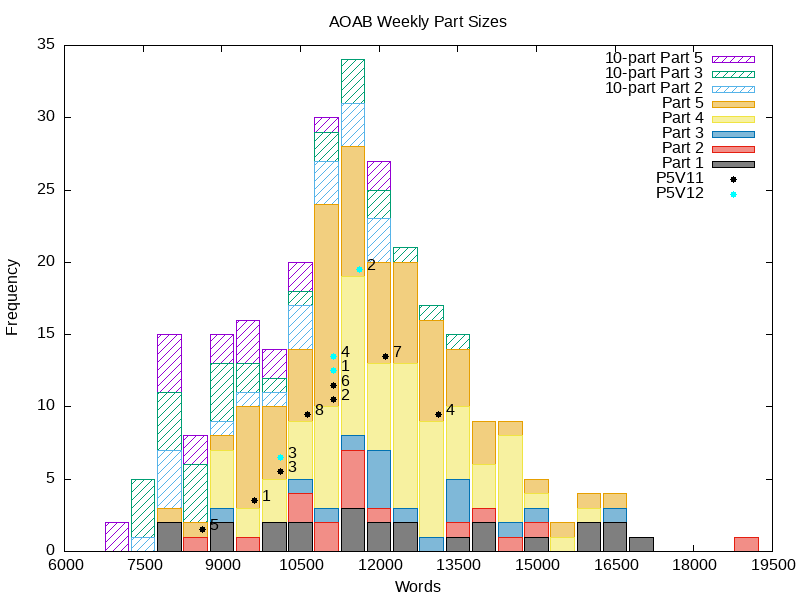 AOAB Weekly Part Sizes
35
30
25
20
15
10
5
0
Frequency
10-part Part 5
10-part Part 3
10-part Part 2
Part 5
Part 4
Part 3
Part 2
Part 1
P5V11
P5V12
2
4
7
1
6
2
8
4
3
3
1
5
6000 7500 9000 10500 12000 13500 15000 16500 18000 19500
Words